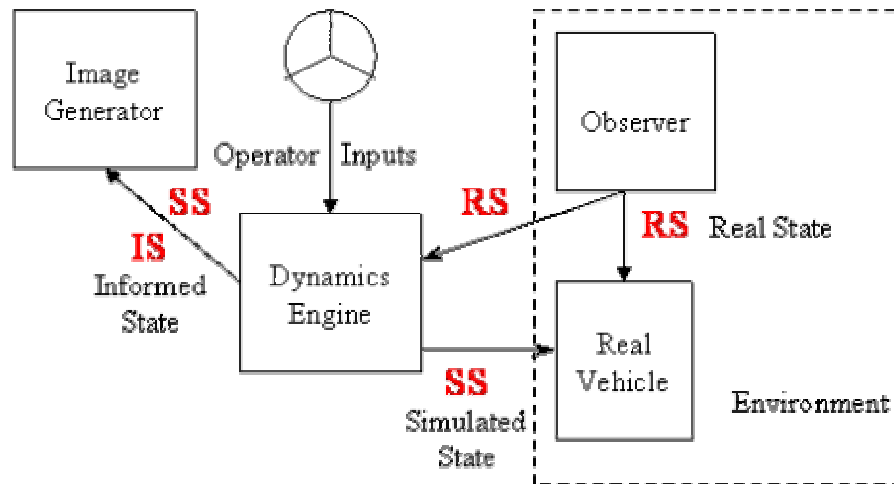 Image
Generator
Observer
Operator Inputs
SS
RS
RS Real State
IS
Informed
State
Dynamics
Engine
Real
Vehicle
SS
Simulated
State
Environment